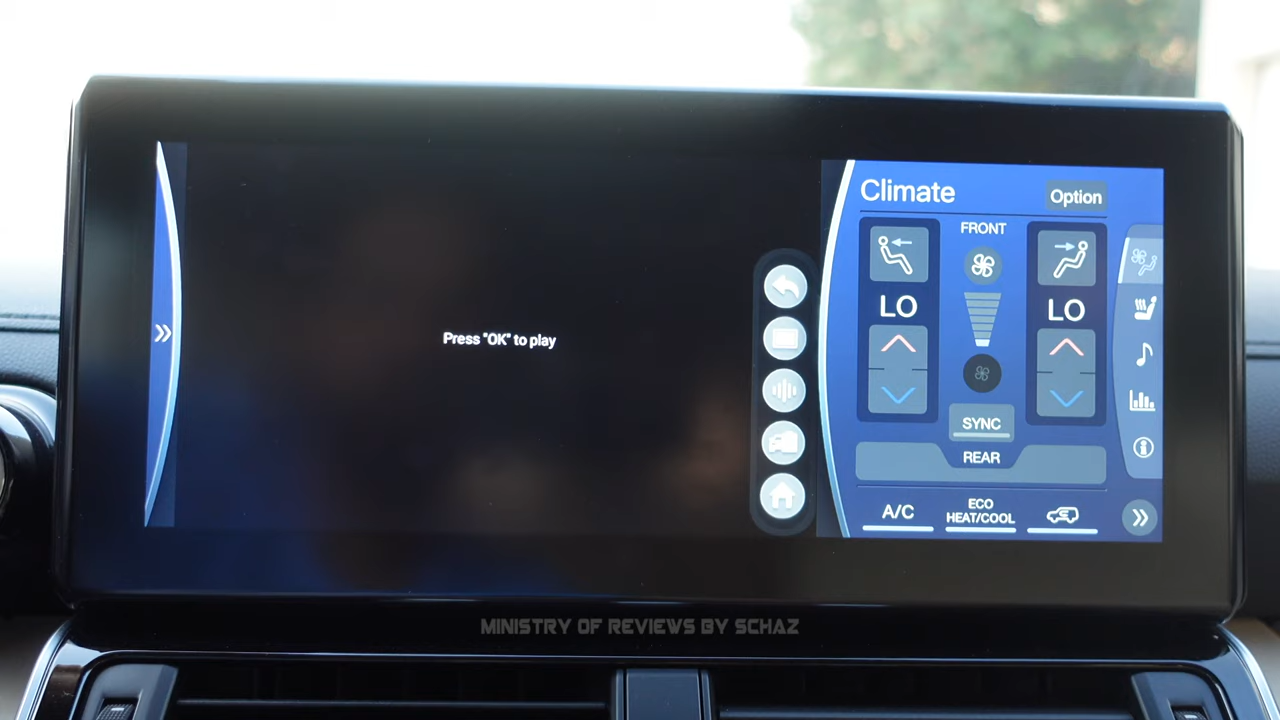 Press "OK" to play
Climate
Option
FRONT
LO
LO
SYNC
REAR
A/C
ECO
HEAT/COOL
MINISTRY OF REVIEWS BY SCHAZ